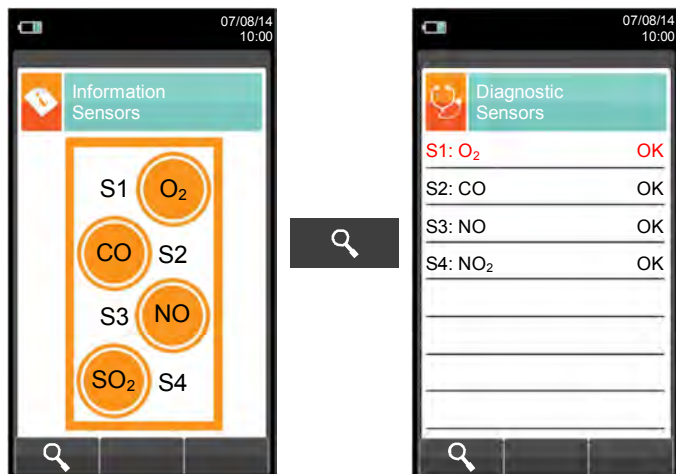 07/08/14
10:00
Information
Sensors
S1 O₂
CO S2
S3 NO
SO₂ S4
07/08/14
10:00
Diagnostic
Sensors
S1: O₂ OK
S2: CO OK
S3: NO OK
S4: NO₂ OK